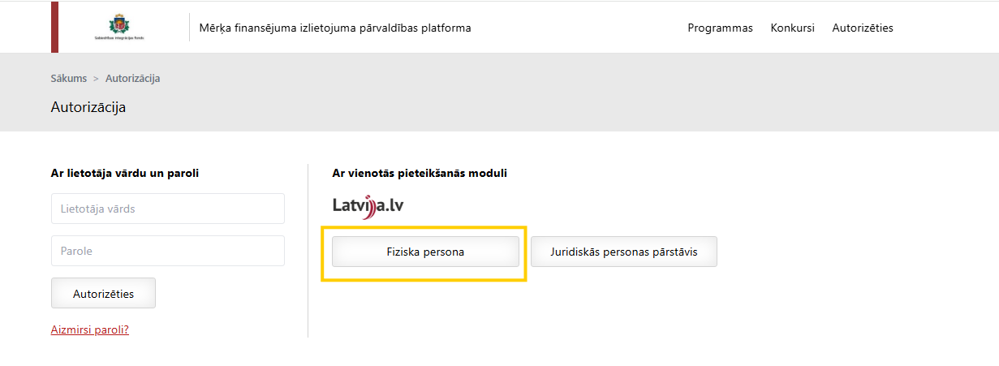 Sabiedrības integrācijas fonds
Mērķa finansējuma izlietojuma pārvaldības platforma
Programmas Konkursi Autorizēties
Sākums > Autorizācija
Autorizācija
Ar lietotāja vārdu un paroli
Lietotāja vārds
Parole
Autorizēties
Aizmirsi paroli?
Ar vienotās pieteikšanās moduli
Latvija.lv
Fiziska persona
Juridiskās personas pārstāvis